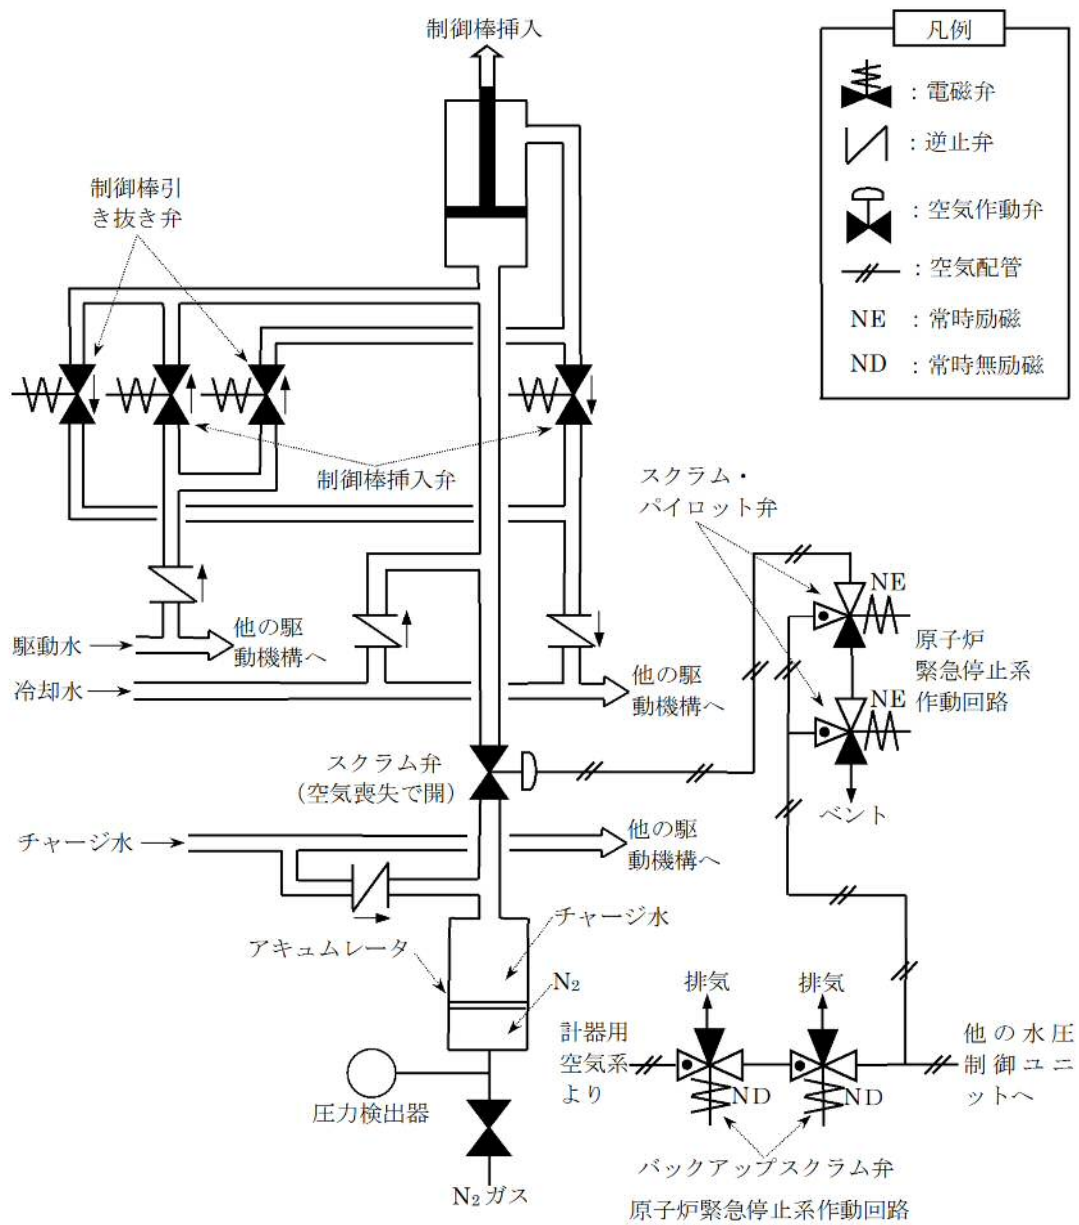 制御棒挿入
凡例
：電磁弁
：逆止弁
：空気作動弁
：空気配管
NE ：常時励磁
ND ：常時無励磁
制御棒引
き抜き弁
制御棒挿入弁
スクラム・
パイロット弁
NE
原子炉
緊急停止系
作動回路
NE
ベント
駆動水
他の駆
動機構へ
冷却水
他の駆
動機構へ
スクラム弁
（空気喪失で開）
チャージ水
他の駆
動機構へ
チャージ水
アキュムレータ
N₂
圧力検出器
N₂ガス
排気
排気
計器用
空気系
より
ND
ND
他の水圧
制御ユニ
ットへ
バックアップスクラム弁
原子炉緊急停止系作動回路